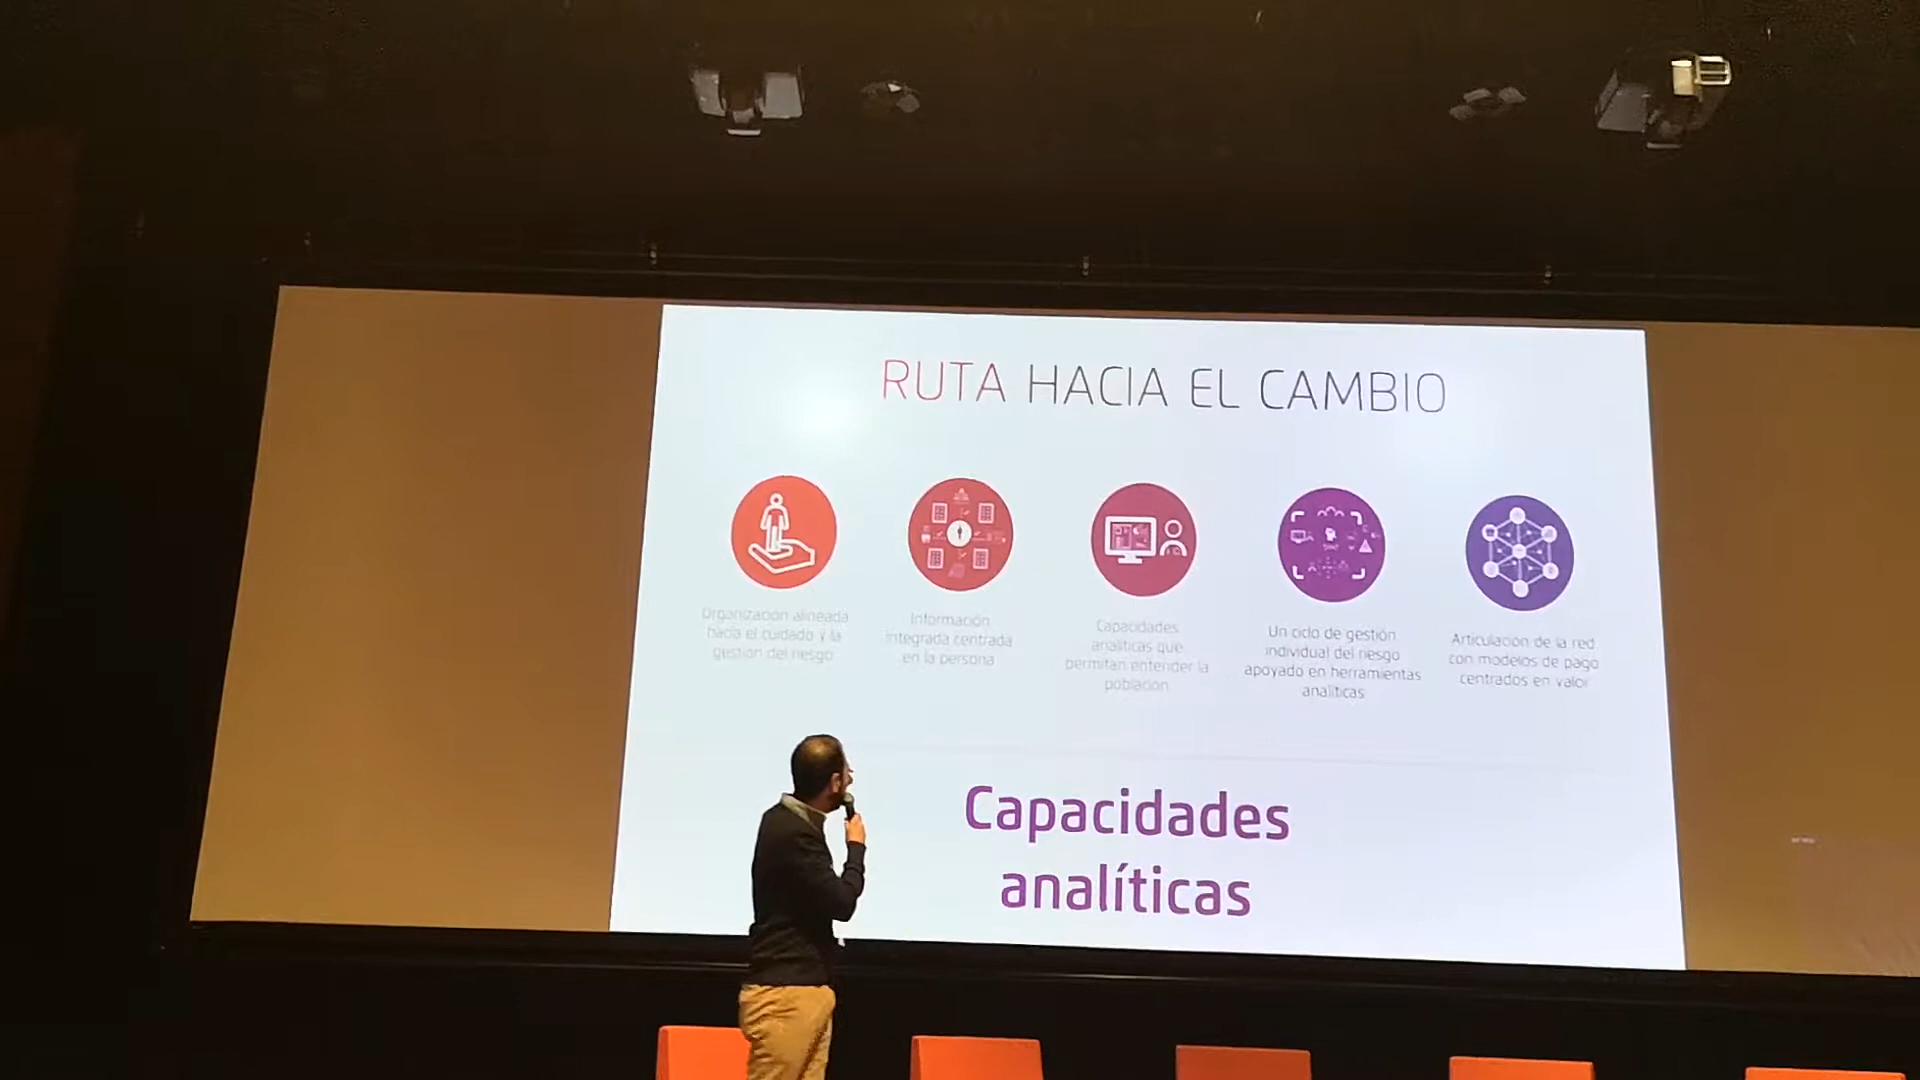 RUTA HACIA EL CAMBIO
Organización alineada
hacia el cuidado y la
gestión del riesgo
Información
integrada centrada
en la persona
Capacidades
analíticas que
permitan entender la
población
Un ciclo de gestión
individual del riesgo
apoyado en herramientas
analíticas
Articulación de la red
con modelos de pago
centrados en valor
Capacidades
analíticas